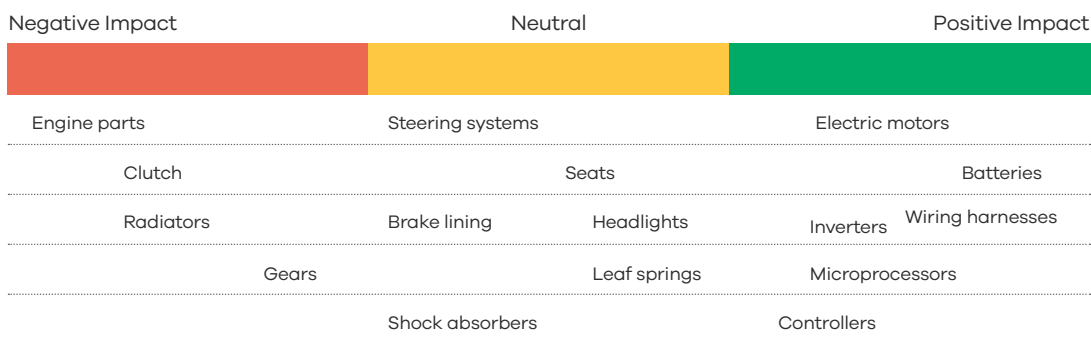 Negative Impact Neutral Positive Impact
Engine parts Steering systems Electric motors
Clutch Seats Batteries
Radiators Brake lining Headlights Inverters Wiring harnesses
Gears Leaf springs Microprocessors
Shock absorbers Controllers